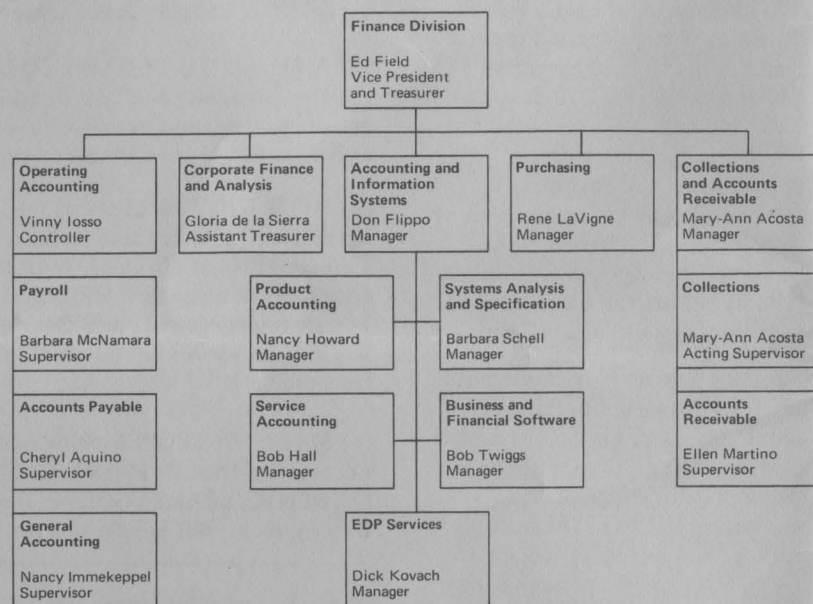 Finance Division
Ed Field
Vice President
and Treasurer
Operating
Accounting
Vinny Iosso
Controller
Corporate Finance
and Analysis
Gloria de la Sierra
Assistant Treasurer
Accounting and
Information
Systems
Don Flippo
Manager
Purchasing
Rene LaVigne
Manager
Collections
and Accounts
Receivable
Mary-Ann Acosta
Manager
Payroll
Barbara McNamara
Supervisor
Product
Accounting
Nancy Howard
Manager
Systems Analysis
and Specification
Barbara Schell
Manager
Collections
Mary-Ann Acosta
Acting Supervisor
Accounts Payable
Cheryl Aquino
Supervisor
Service
Accounting
Bob Hall
Manager
Business and
Financial Software
Bob Twiggs
Manager
Accounts
Receivable
Ellen Martino
Supervisor
General
Accounting
Nancy Immekeppel
Supervisor
EDP Services
Dick Kovach
Manager